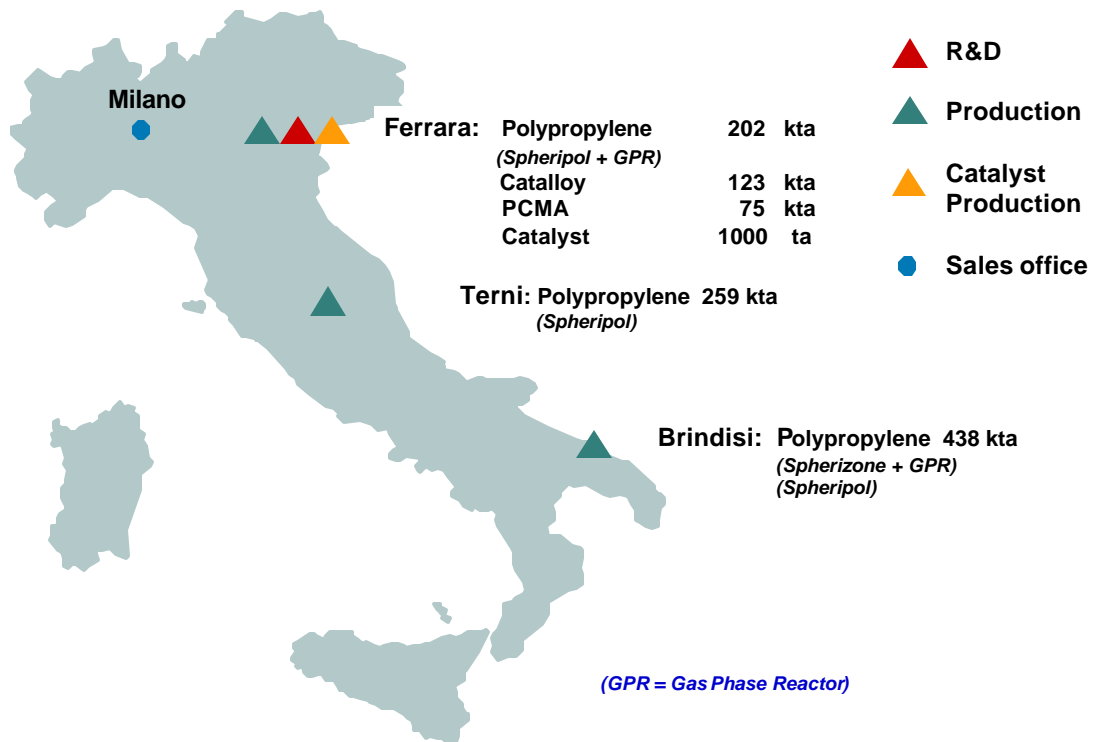 R&D
Milano
Production
Ferrara: Polypropylene 202 kta
(Spheripol + GPR)
Catalloy 123 kta
PCMA 75 kta
Catalyst 1000 ta
Catalyst
Production
Sales office
Terni: Polypropylene 259 kta
(Spheripol)
Brindisi: Polypropylene 438 kta
(Spherizone + GPR)
(Spheripol)
(GPR = Gas Phase Reactor)